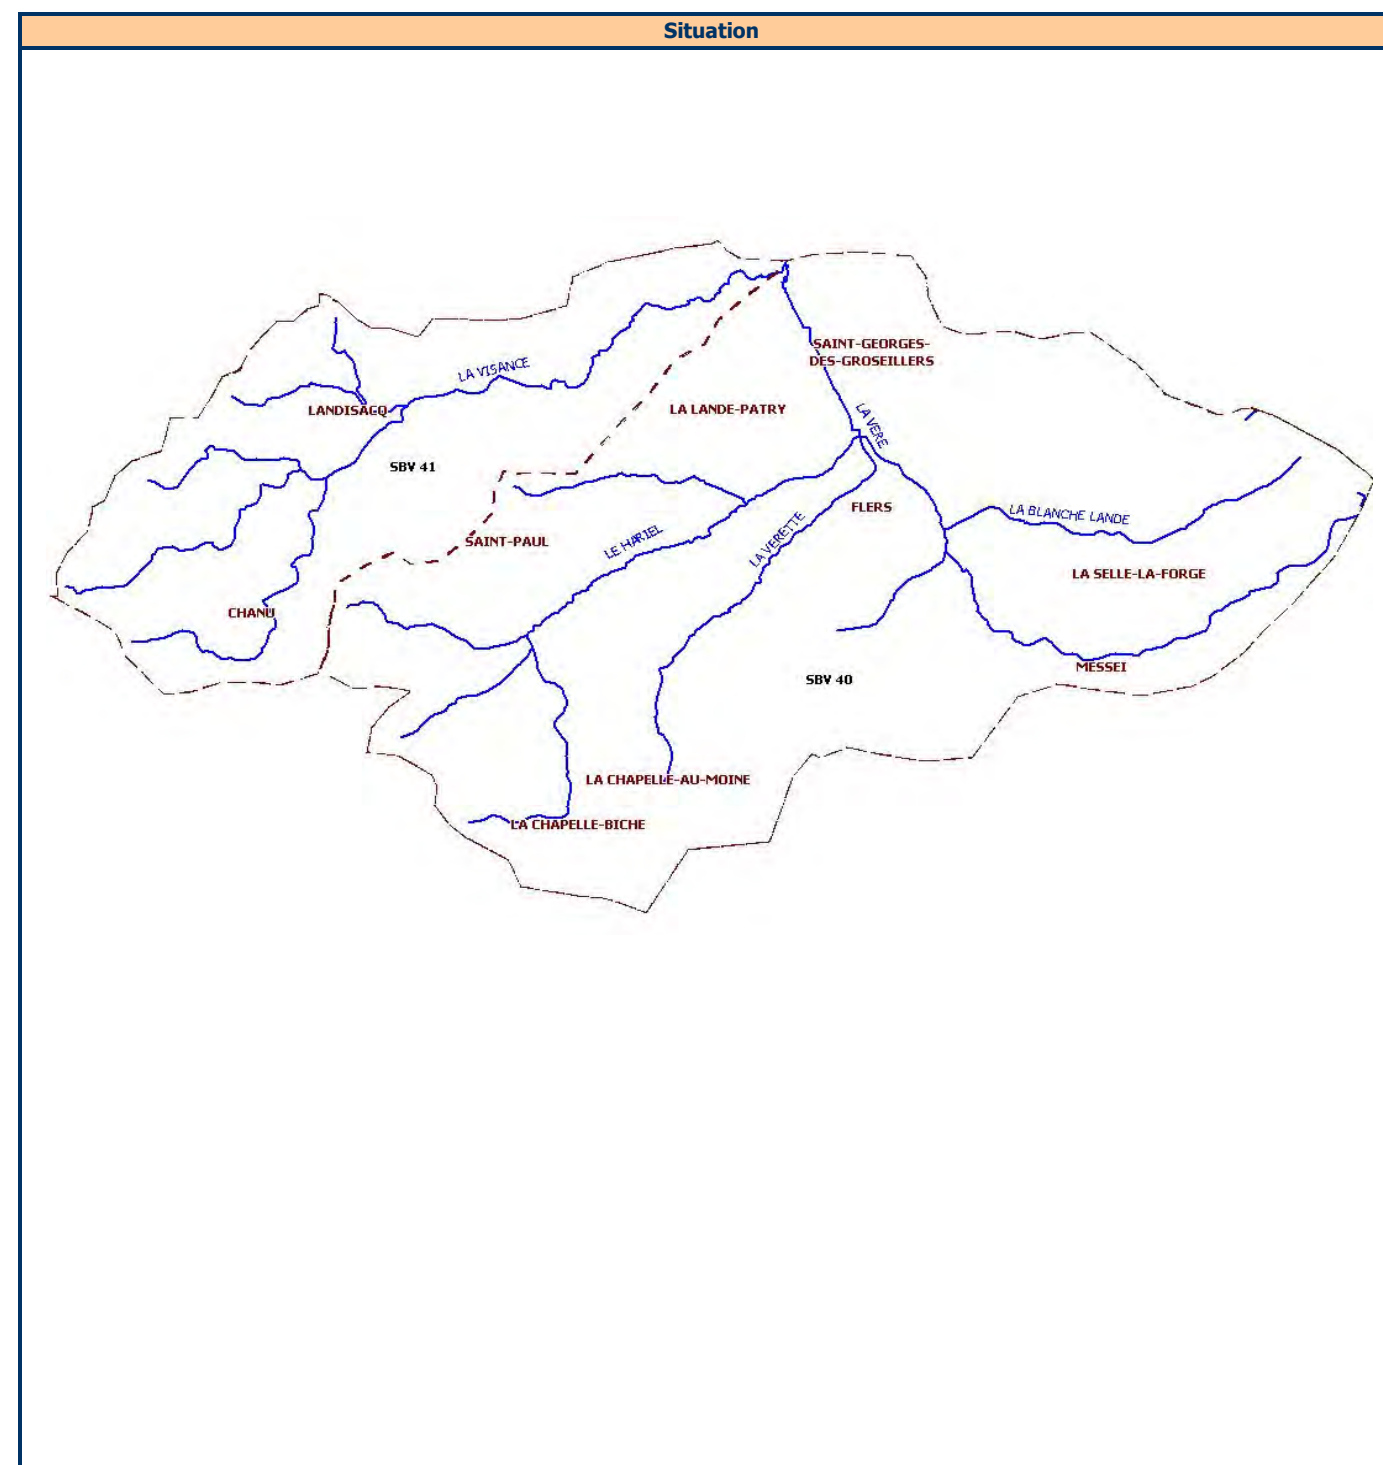 Situation
SAINT-GEORGES-
DES-GROSEILLERS
LA VISANCE
LANDISACQ
LA LANDE-PATRY
LA VERE
SBV 41
FLERS
LA BLANCHE LANDE
SAINT-PAUL
LE HARIEL
LA VERETTE
LA SELLE-LA-FORGE
CHANU
MESSEI
SBV 40
LA CHAPELLE-AU-MOINE
LA CHAPELLE-BICHE